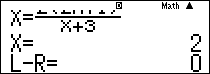 Math ▲
X=
X+3
X= 2
L-R= 0